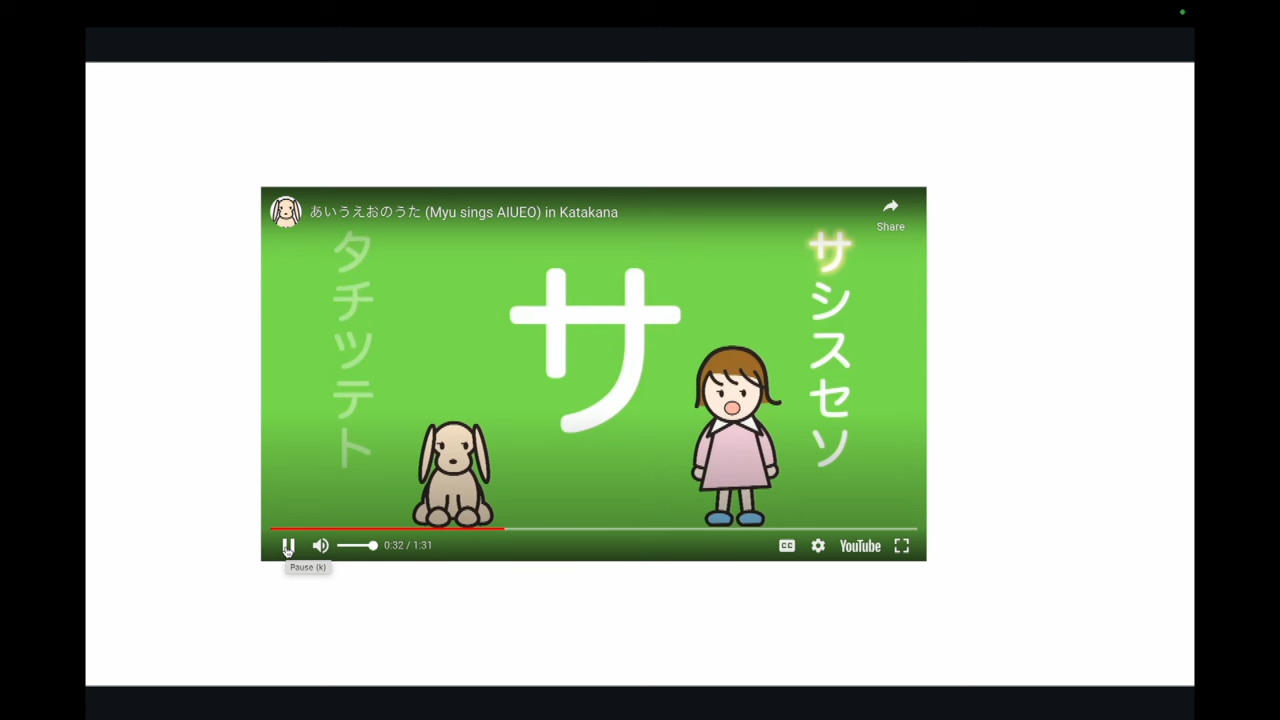 あいうえおのうた (Myu sings AIUEO) in Katakana
Share
サシスセソ
サ
タチツテト
0:32 / 1:31
CC
YouTube
Pause (k)